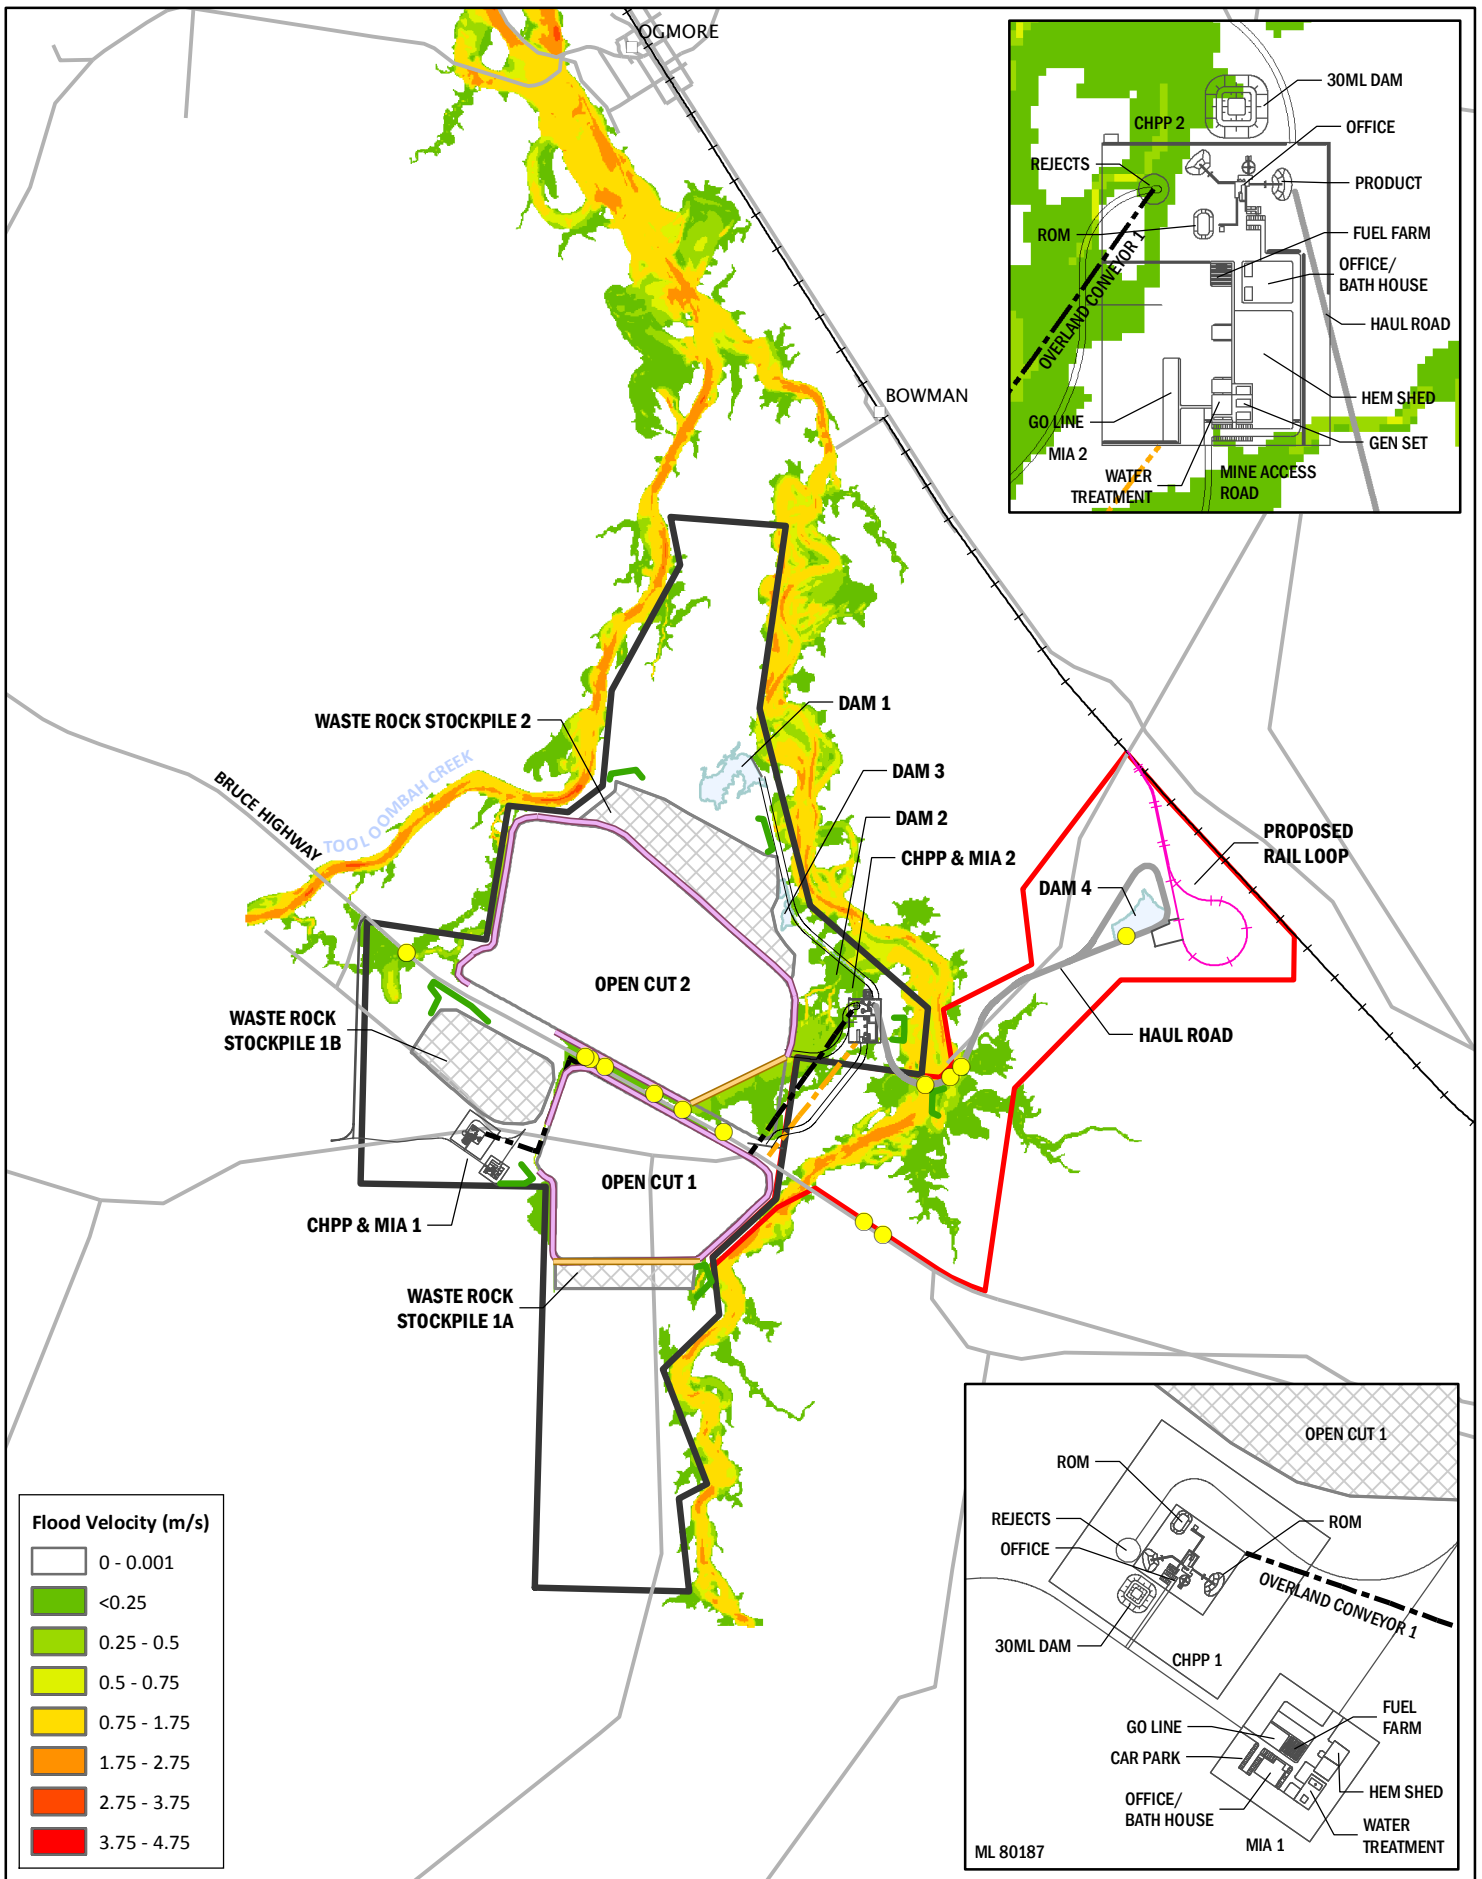 OGMORE
BOWMAN
30ML DAM
CHPP 2
OFFICE
REJECTS
PRODUCT
ROM
FUEL FARM
OFFICE/
BATH HOUSE
OVERLAND CONVEYOR 1
HAUL ROAD
HEM SHED
GO LINE
GEN SET
MIA 2
WATER
TREATMENT
MINE ACCESS
ROAD
WASTE ROCK STOCKPILE 2
DAM 1
TOOLOOMBAH CREEK
BRUCE HIGHWAY
DAM 3
DAM 2
CHPP & MIA 2
PROPOSED
RAIL LOOP
DAM 4
OPEN CUT 2
WASTE ROCK
STOCKPILE 1B
HAUL ROAD
OPEN CUT 1
CHPP & MIA 1
WASTE ROCK
STOCKPILE 1A
Flood Velocity (m/s)
0 - 0.001
<0.25
0.25 - 0.5
0.5 - 0.75
0.75 - 1.75
1.75 - 2.75
2.75 - 3.75
3.75 - 4.75
OPEN CUT 1
ROM
REJECTS
ROM
OFFICE
OVERLAND CONVEYOR 1
30ML DAM
CHPP 1
FUEL
FARM
GO LINE
CAR PARK
HEM SHED
OFFICE/
BATH HOUSE
WATER
TREATMENT
MIA 1
ML 80187